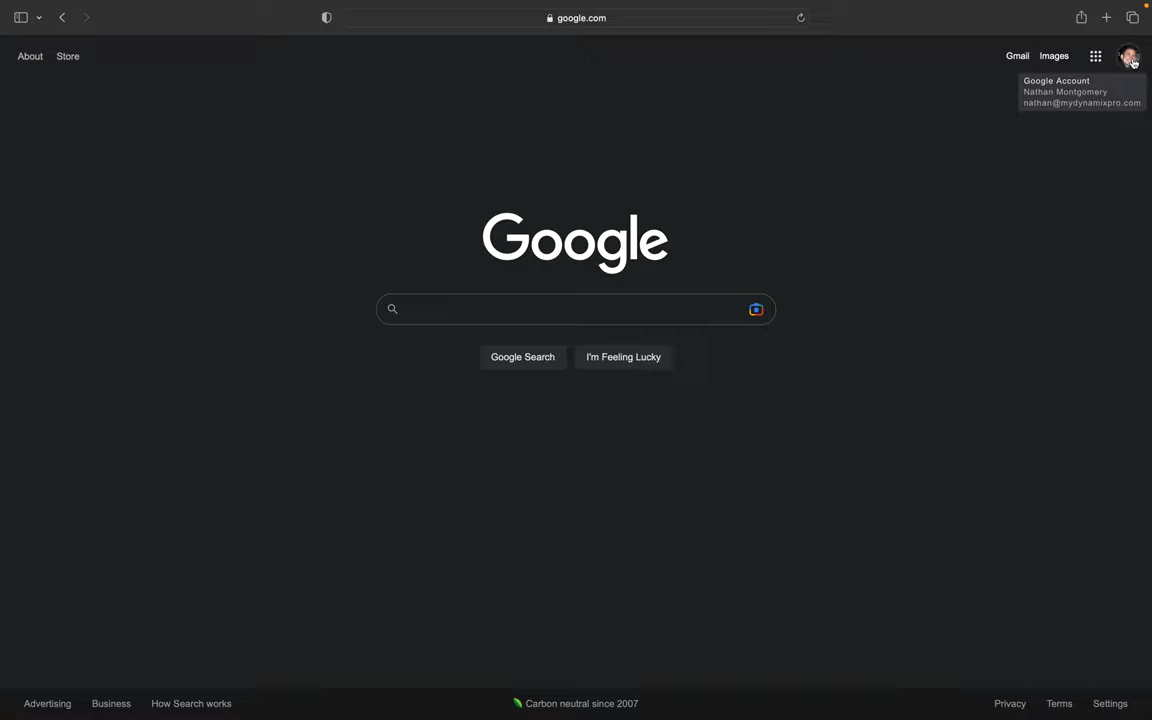 google.com
About Store
Gmail Images
Google Account
Nathan Montgomery
nathan@mydynamixpro.com
Google
Google Search I'm Feeling Lucky
Advertising Business How Search works
Carbon neutral since 2007
Privacy Terms Settings